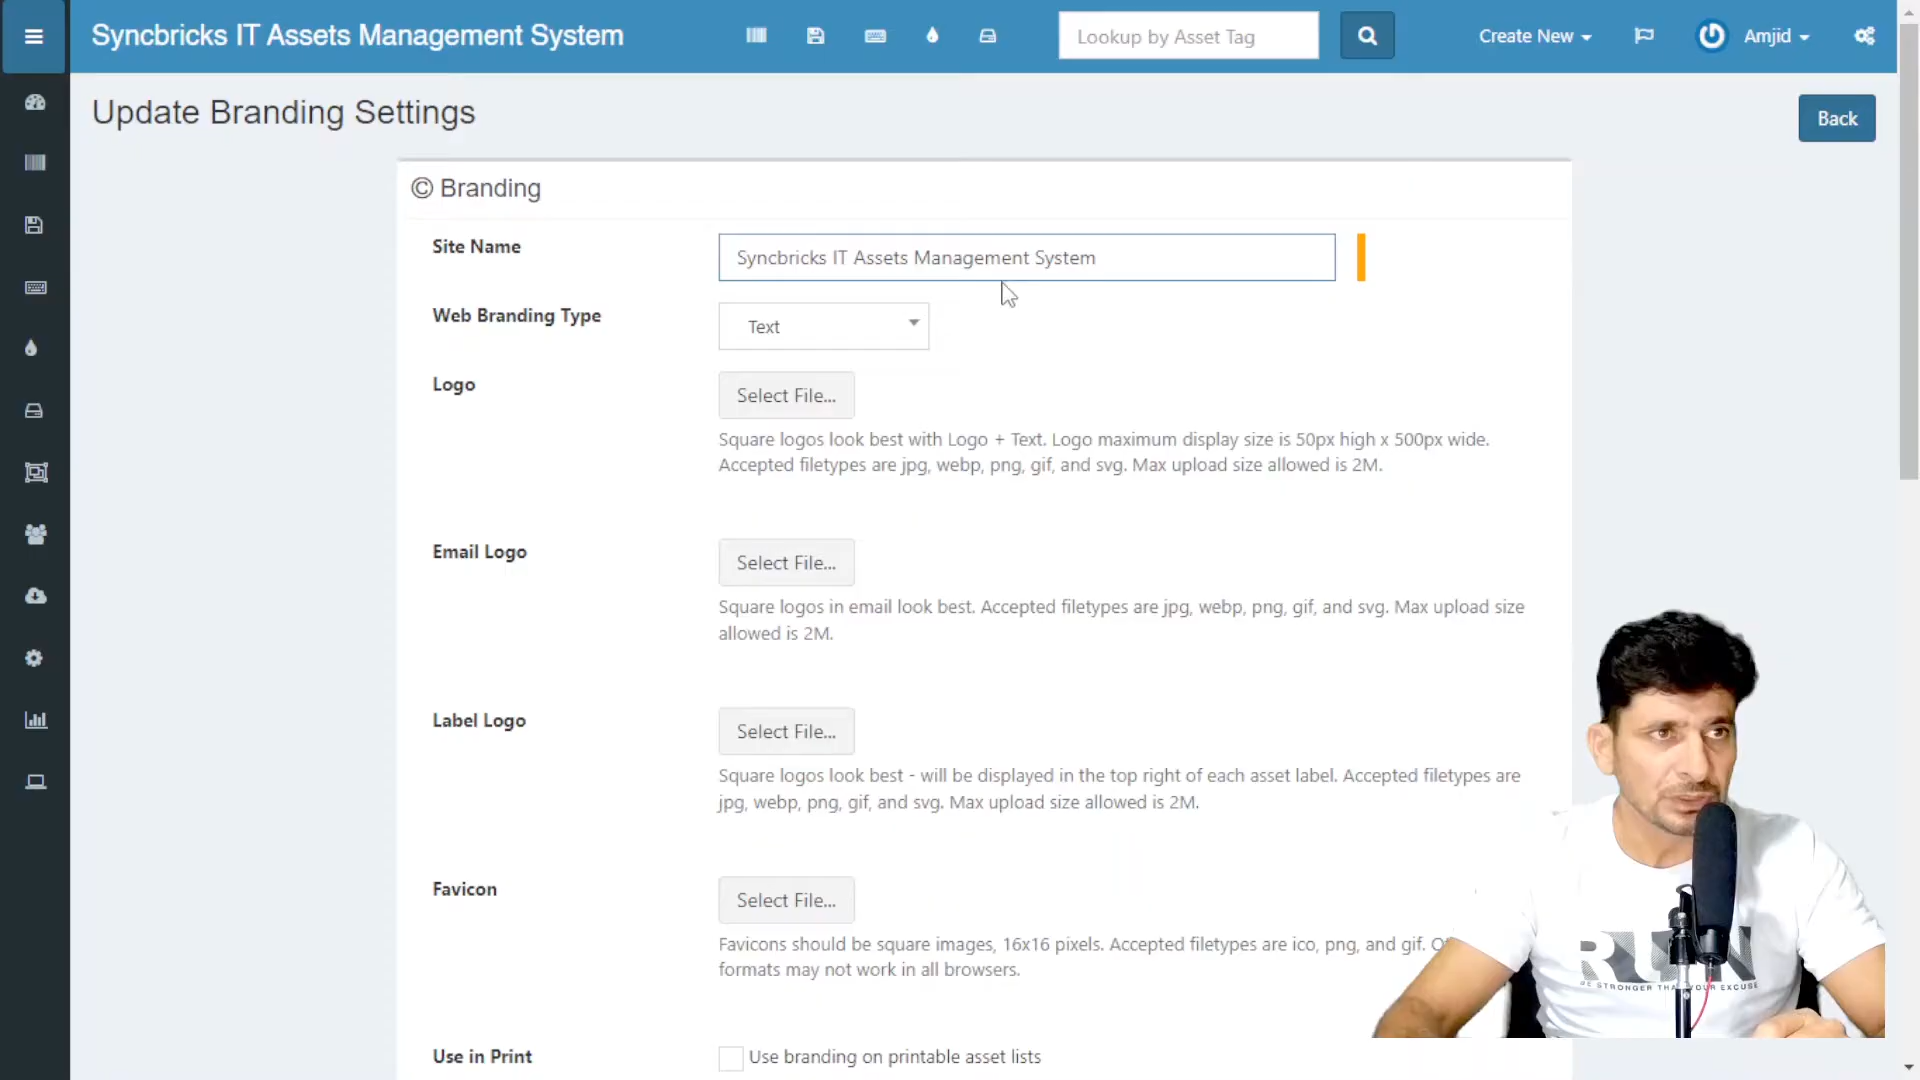 Syncbricks IT Assets Management System
Lookup by Asset Tag
Create New
Amjid
Update Branding Settings
Back
Branding
Site Name
Syncbricks IT Assets Management System
Web Branding Type
Text
Logo
Select File...
Square logos look best with Logo + Text. Logo maximum display size is 50px high x 500px wide.
Accepted filetypes are jpg, webp, png, gif, and svg. Max upload size allowed is 2M.
Email Logo
Select File...
Square logos in email look best. Accepted filetypes are jpg, webp, png, gif, and svg. Max upload size
allowed is 2M.
Label Logo
Select File...
Square logos look best - will be displayed in the top right of each asset label. Accepted filetypes are
jpg, webp, png, gif, and svg. Max upload size allowed is 2M.
Favicon
Select File...
Favicons should be square images, 16x16 pixels. Accepted filetypes are ico, png, and gif.
formats may not work in all browsers.
RUN
BE STRONGER THAN YOUR EXCUSE
Use in Print
Use branding on printable asset lists